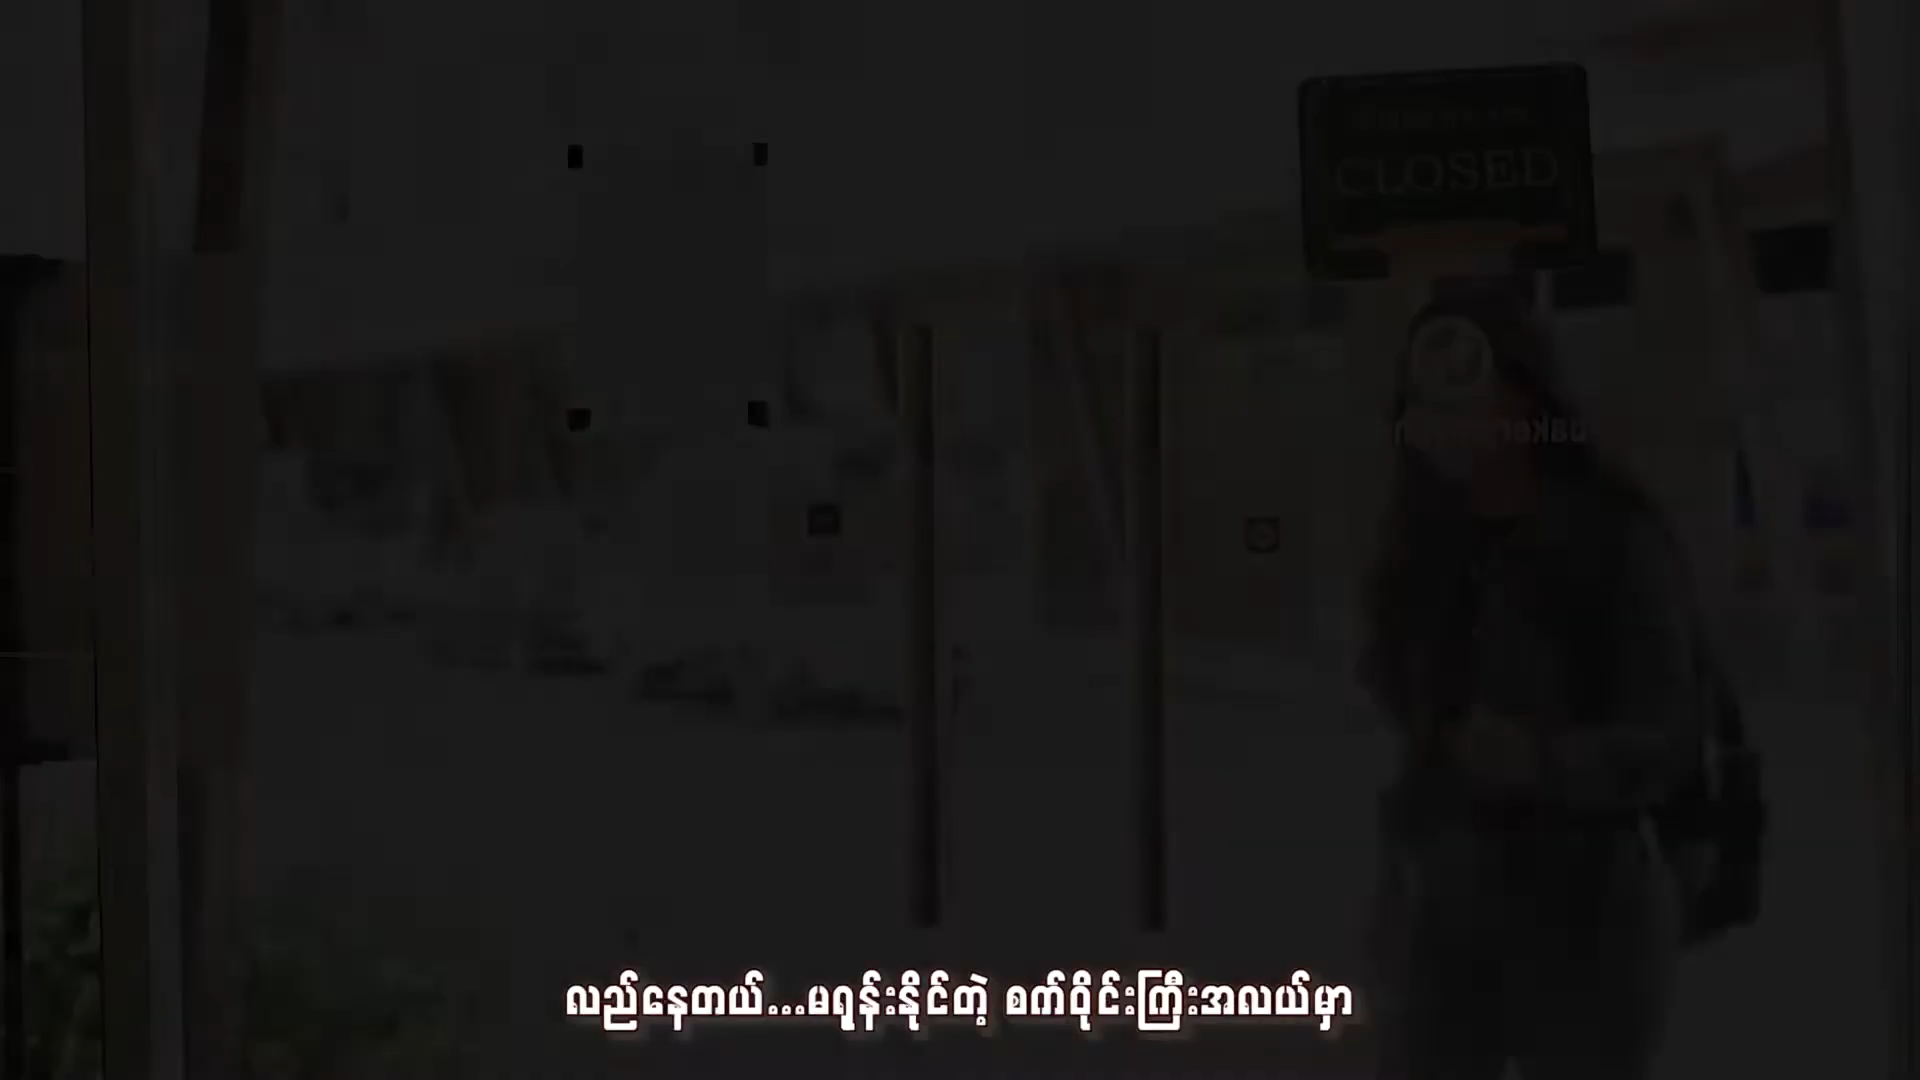 CLOSED
လည်နေတယ်...မရုန်းနိုင်တဲ့ စက်ဝိုင်းကြီးအလယ်မှာ